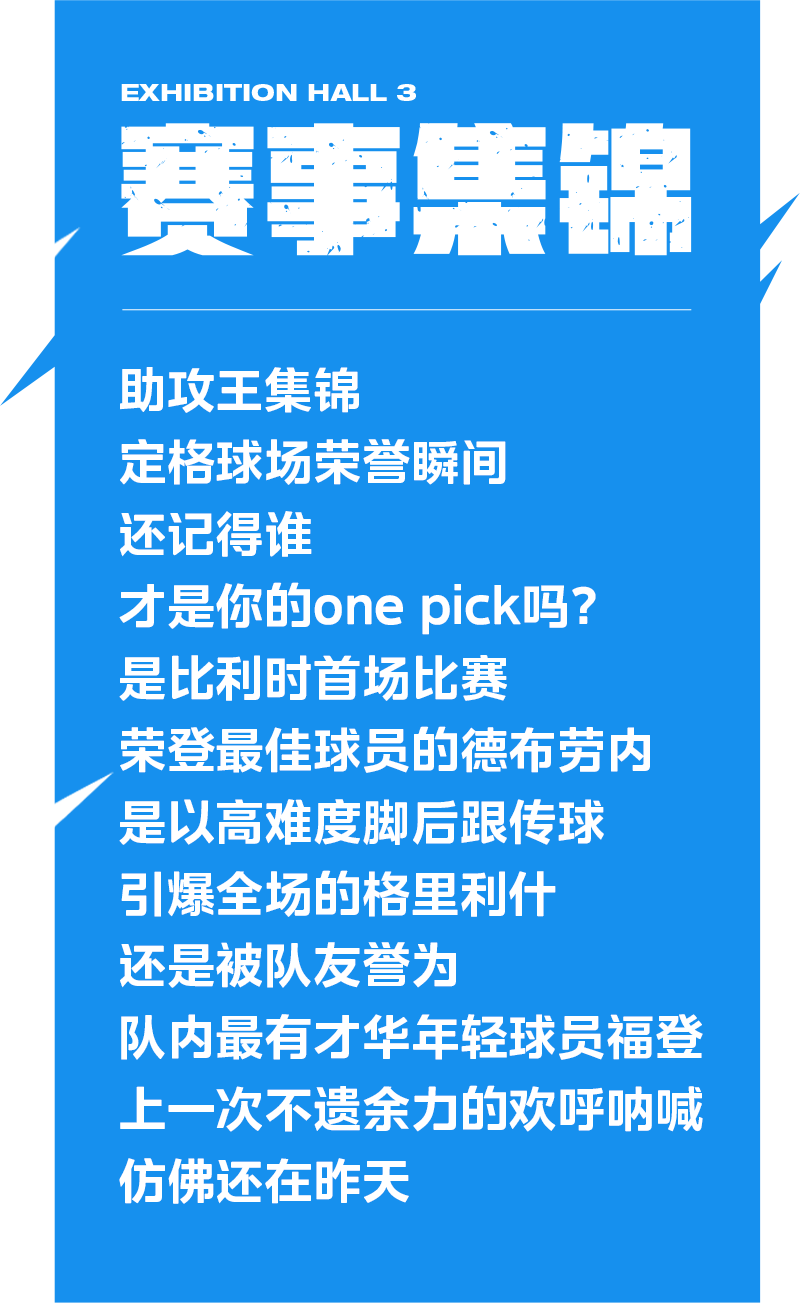 EXHIBITION HALL 3
赛事集锦
助攻王集锦
定格球场荣誉瞬间
还记得谁
才是你的one pick吗?
是比利时首场比赛
荣登最佳球员的德布劳内
是以高难度脚后跟传球
引爆全场的格里利什
还是被队友誉为
队内最有才华年轻球员福登
上一次不遗余力的欢呼呐喊
仿佛还在昨天